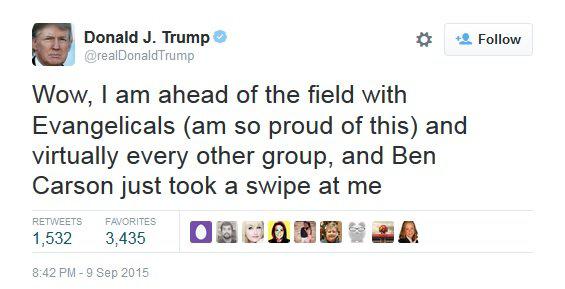 Donald J. Trump
Follow
@realDonaldTrump
Wow, I am ahead of the field with
Evangelicals (am so proud of this) and
virtually every other group, and Ben
Carson just took a swipe at me
RETWEETS FAVORITES
1,532 3,435
8:42 PM - 9 Sep 2015